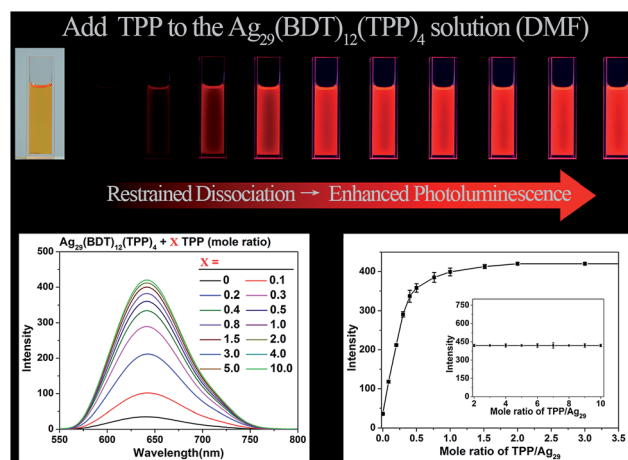 Add TPP to the Ag29(BDT)12(TPP)4 solution (DMF)
Restrained Dissociation → Enhanced Photoluminescence
Ag29(BDT)12(TPP)4 + X TPP (mole ratio)
X =
0 0.1
0.2 0.3
0.4 0.5
0.8 1.0
1.5 2.0
3.0 4.0
5.0 10.0
Intensity
500
400
300
200
100
0
550 600 650 700 750 800
Wavelength(nm)
Intensity
400
300
200
100
0
0.0 0.5 1.0 1.5 2.0 2.5 3.0 3.5
Mole ratio of TPP/Ag29
Intensity
750
600
450
300
150
0
2 4 6 8 10
Mole ratio of TPP/Ag29